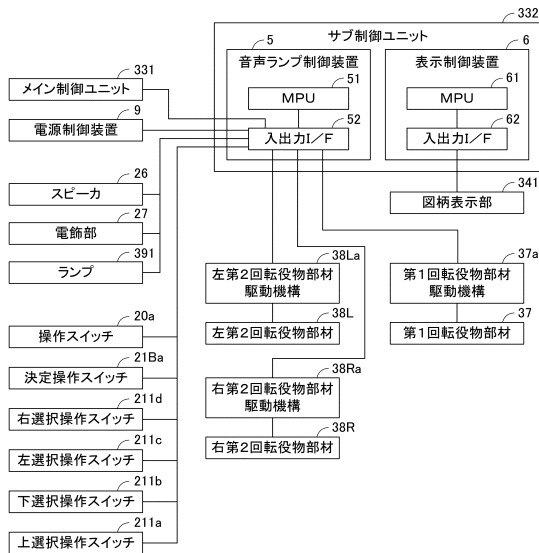 332
サブ制御ユニット
5
音声ランプ制御装置
51
MPU
52
入出力I/F
6
表示制御装置
61
MPU
62
入出力I/F
341
図柄表示部
331
メイン制御ユニット
9
電源制御装置
26
スピーカ
27
電飾部
391
ランプ
20a
操作スイッチ
21Ba
決定操作スイッチ
211d
右選択操作スイッチ
211c
左選択操作スイッチ
211b
下選択操作スイッチ
211a
上選択操作スイッチ
38La
左第2回転役物部材
駆動機構
38L
左第2回転役物部材
38Ra
右第2回転役物部材
駆動機構
38R
右第2回転役物部材
37a
第1回転役物部材
駆動機構
37
第1回転役物部材